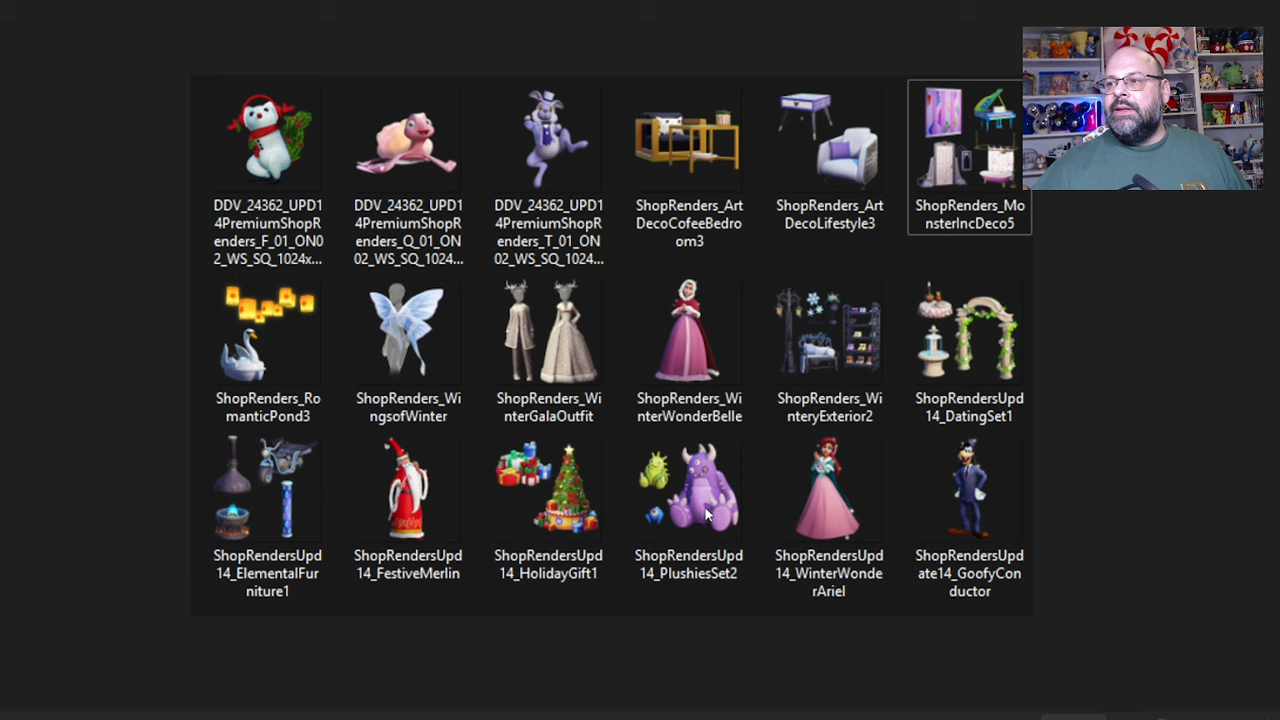 DDV_24362_UPD1
4PremiumShopR
enders_F_01_ON0
2_WS_SQ_1024x...
DDV_24362_UPD1
4PremiumShopR
enders_Q_01_ON
02_WS_SQ_1024...
DDV_24362_UPD1
4PremiumShopR
enders_T_01_ON
02_WS_SQ_1024...
ShopRenders_Art
DecoCofeeBedro
om3
ShopRenders_Art
DecoLifestyle3
ShopRenders_Mo
nsterIncDeco5
ShopRenders_Ro
manticPond3
ShopRenders_Wi
ngsofWinter
ShopRenders_Wi
nterGalaOutfit
ShopRenders_Wi
nterWonderBelle
ShopRenders_Wi
nteryExterior2
ShopRendersUpd
14_DatingSet1
ShopRendersUpd
14_ElementalFur
niture1
ShopRendersUpd
14_FestiveMerlin
ShopRendersUpd
14_HolidayGift1
ShopRendersUpd
14_PlushiesSet2
ShopRendersUpd
14_WinterWonde
rAriel
ShopRendersUpd
ate14_GoofyCon
ductor